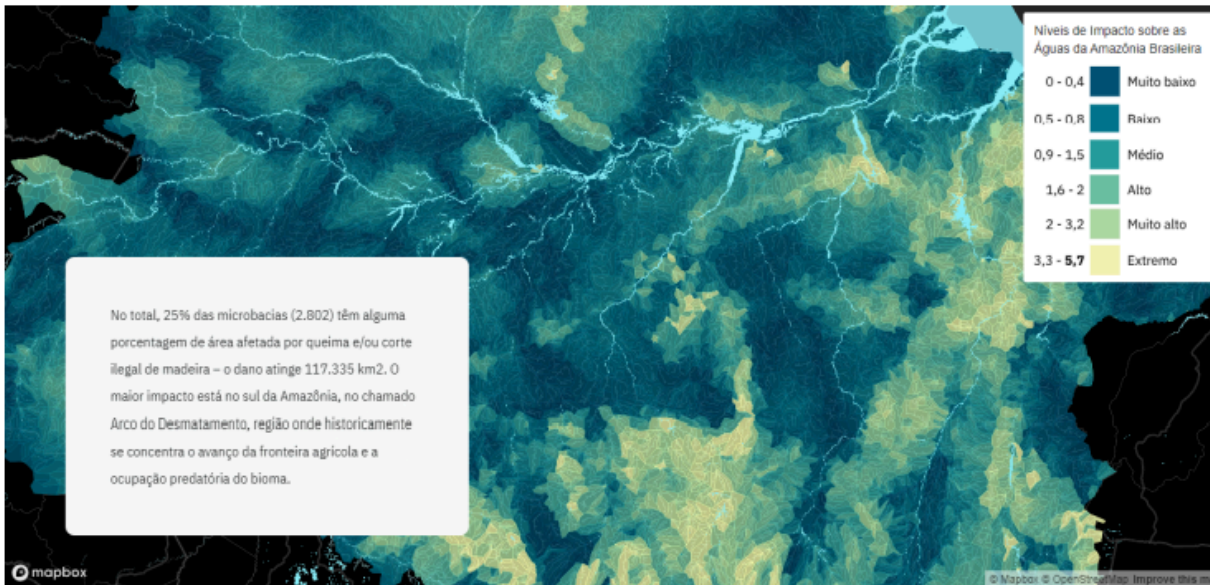 Níveis de Impacto sobre as
Águas da Amazônia Brasileira
0 - 0,4 Muito baixo
0,5 - 0,8 Baixo
0,9 - 1,5 Médio
1,6 - 2 Alto
2 - 3,2 Muito alto
3,3 - 5,7 Extremo
No total, 25% das microbacias (2.802) têm alguma
porcentagem de área afetada por queima e/ou corte
ilegal de madeira – o dano atinge 117.335 km2. O
maior impacto está no sul da Amazônia, no chamado
Arco do Desmatamento, região onde historicamente
se concentra o avanço da fronteira agrícola e a
ocupação predatória do bioma.
mapbox
© Mapbox © OpenStreetMap Improve this m